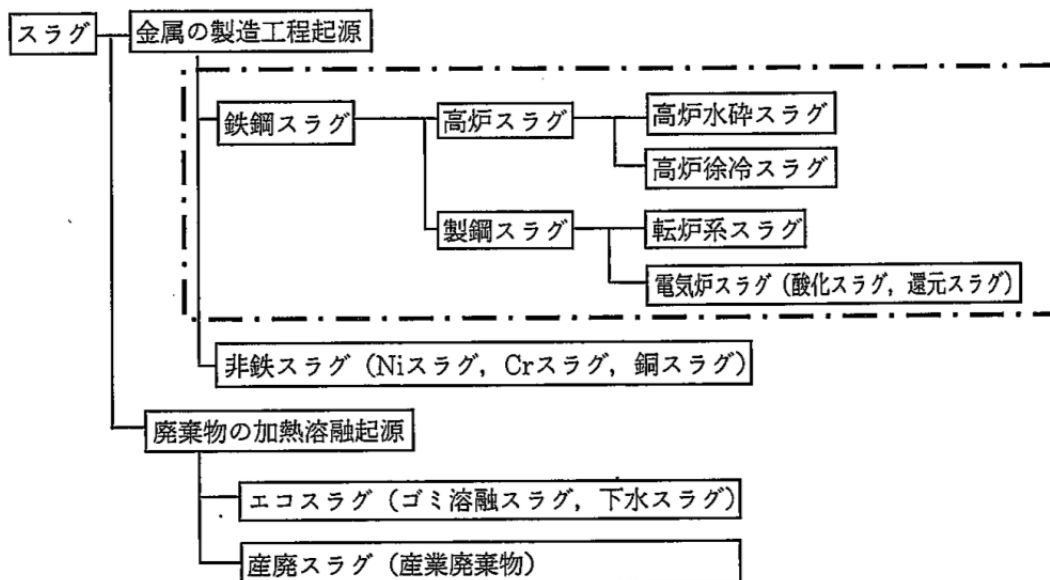 スラグ
金属の製造工程起源
鉄鋼スラグ
高炉スラグ
高炉水砕スラグ
高炉徐冷スラグ
製鋼スラグ
転炉系スラグ
電気炉スラグ（酸化スラグ，還元スラグ）
非鉄スラグ（Niスラグ，Crスラグ，銅スラグ）
廃棄物の加熱溶融起源
エコスラグ（ゴミ溶融スラグ，下水スラグ）
産廃スラグ（産業廃棄物）